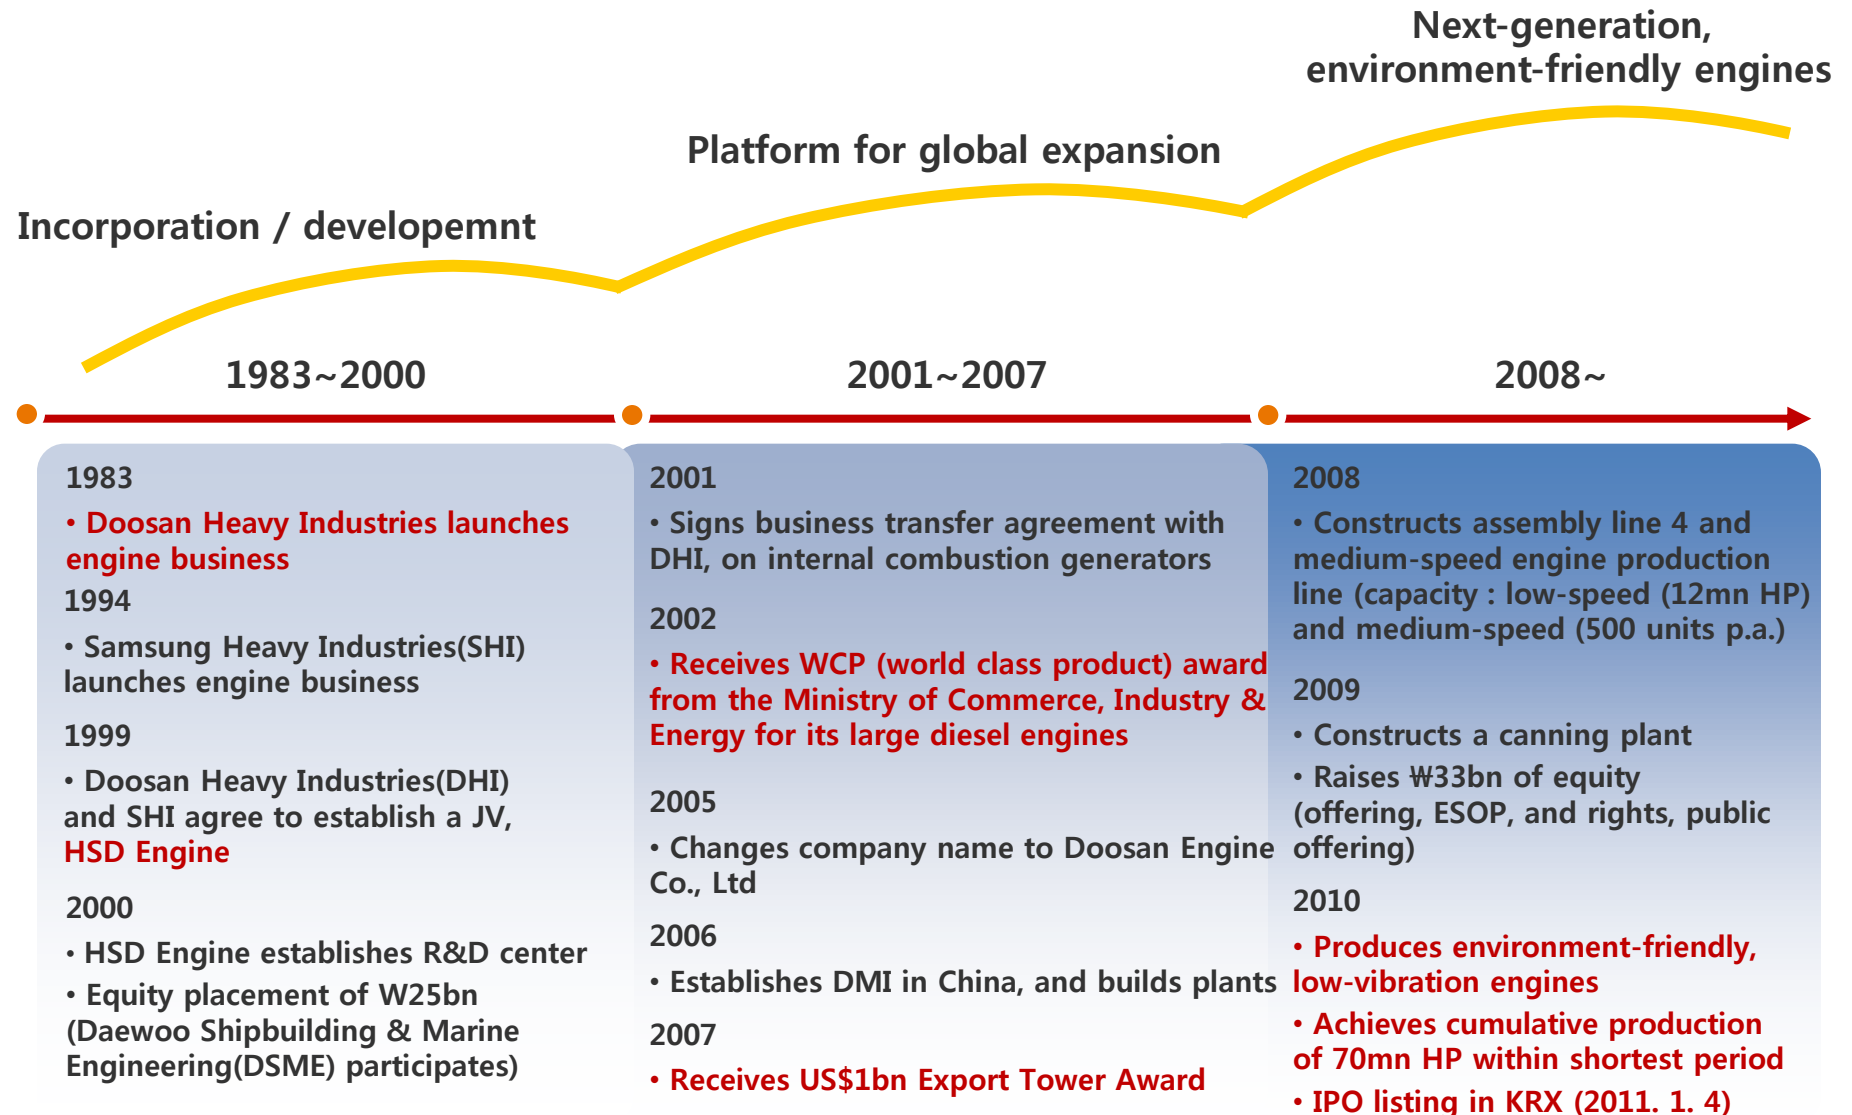 Next-generation,
environment-friendly engines
Platform for global expansion
Incorporation / developemnt
1983~2000
2001~2007
2008~
1983
• Doosan Heavy Industries launches
engine business
1994
• Samsung Heavy Industries(SHI)
launches engine business
1999
• Doosan Heavy Industries(DHI)
and SHI agree to establish a JV,
HSD Engine
2000
• HSD Engine establishes R&D center
• Equity placement of W25bn
(Daewoo Shipbuilding & Marine
Engineering(DSME) participates)
2001
• Signs business transfer agreement with
DHI, on internal combustion generators
2002
• Receives WCP (world class product) award
from the Ministry of Commerce, Industry &
Energy for its large diesel engines
2005
• Changes company name to Doosan Engine
Co., Ltd
2006
• Establishes DMI in China, and builds plants
2007
• Receives US$1bn Export Tower Award
2008
• Constructs assembly line 4 and
medium-speed engine production
line (capacity : low-speed (12mn HP)
and medium-speed (500 units p.a.)
2009
• Constructs a canning plant
• Raises ₩33bn of equity
(offering, ESOP, and rights, public
offering)
2010
• Produces environment-friendly,
low-vibration engines
• Achieves cumulative production
of 70mn HP within shortest period
• IPO listing in KRX (2011. 1. 4)